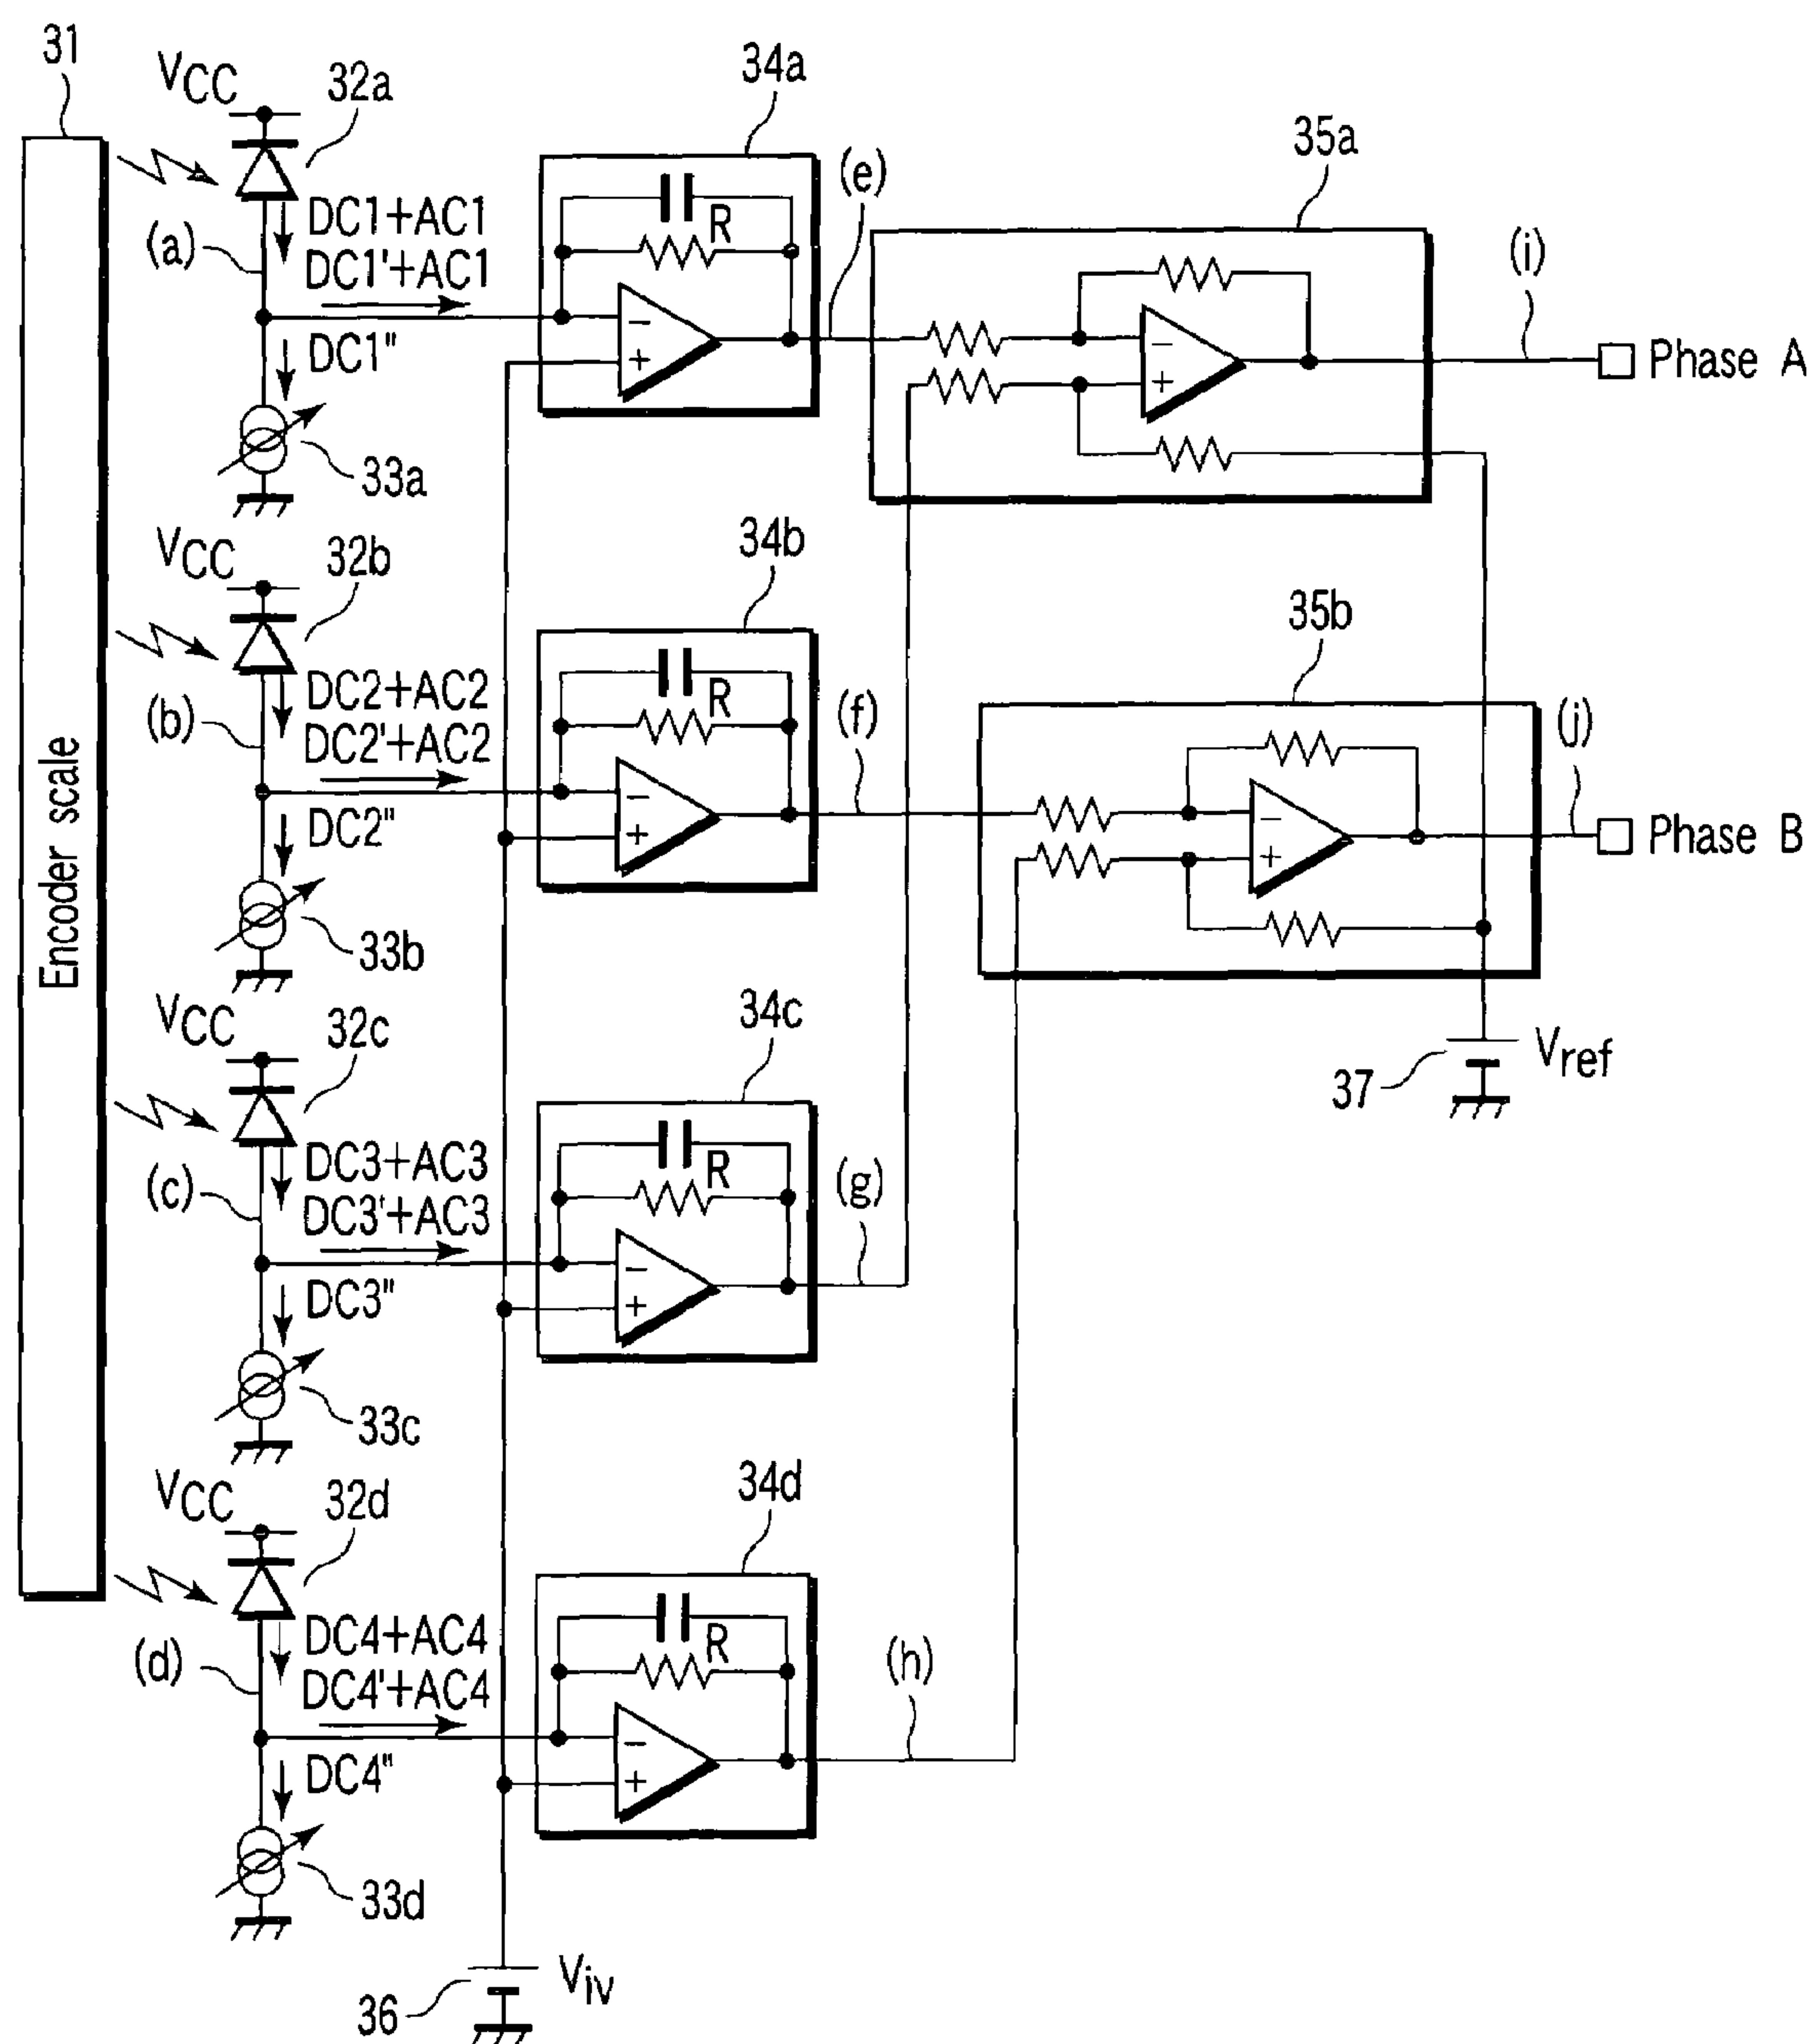 31
VCC
32a
34a
35a
(e)
(i)
DC1+AC1
(a)
DC1'+AC1
R
−
+
DC1"
−
+
Phase A
33a
VCC
32b
34b
35b
DC2+AC2
(b)
DC2'+AC2
R
(f)
(j)
−
+
DC2"
−
+
Phase B
Encoder scale
33b
VCC
32c
34c
Vref
37
DC3+AC3
(c)
DC3'+AC3
R
(g)
−
+
DC3"
33c
VCC
32d
34d
DC4+AC4
(d)
DC4'+AC4
R
(h)
−
+
DC4"
33d
Viv
36